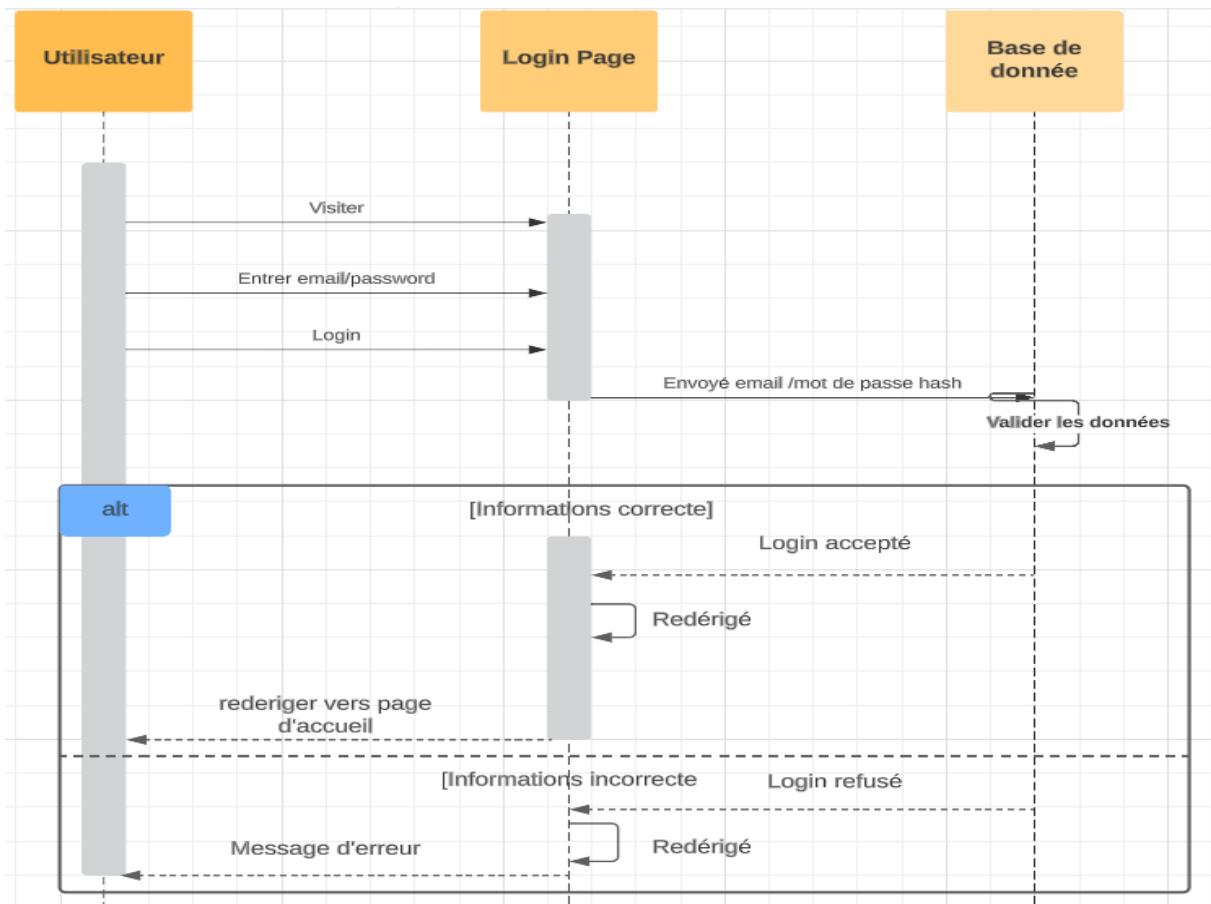 Utilisateur
Login Page
Base de
donnée
Visiter
Entrer email/password
Login
Envoyé email /mot de passe hash
Valider les données
alt
[Informations correcte]
Login accepté
Redérigé
rederiger vers page
d'accueil
[Informations incorrecte
Login refusé
Redérigé
Message d'erreur